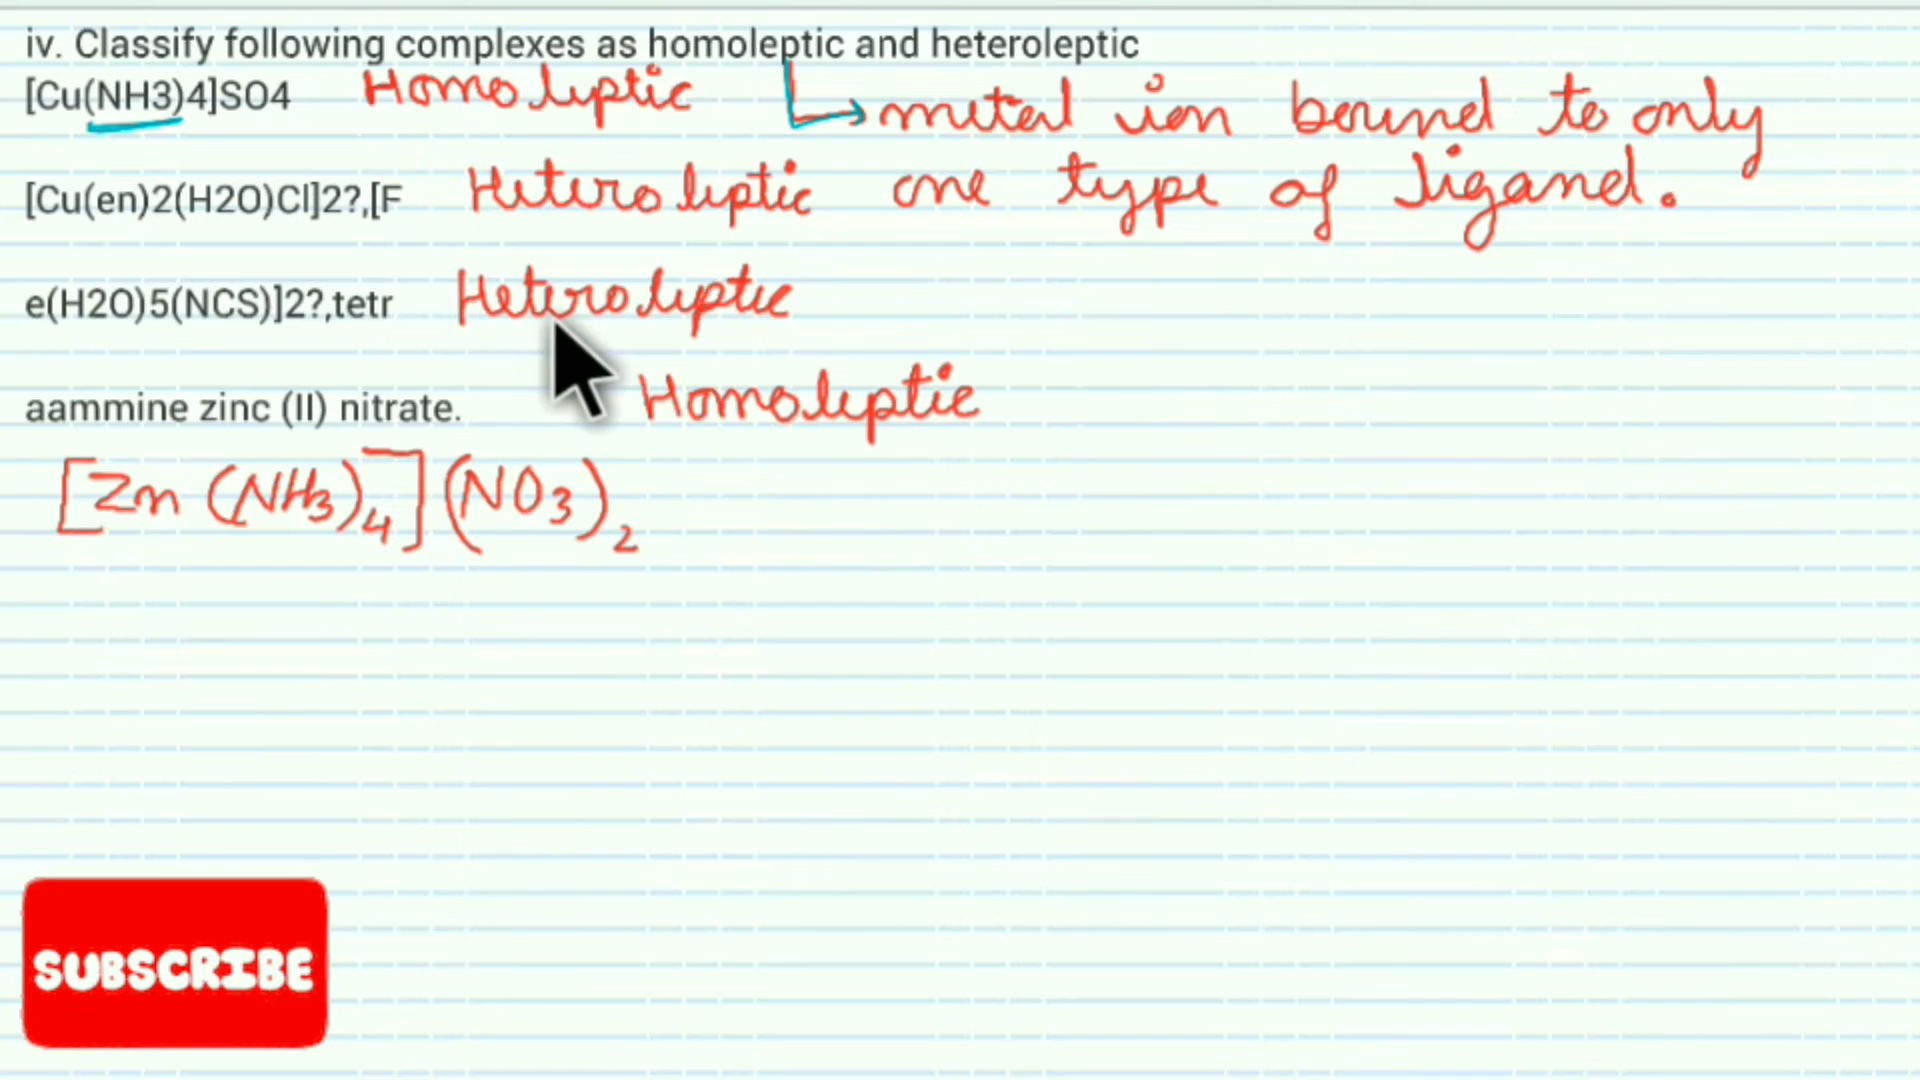 iv. Classify following complexes as homoleptic and heteroleptic
[Cu(NH3)4]SO4 Homoleptic metal ion bound to only
[Cu(en)2(H2O)Cl]2?,[F Heteroleptic one type of ligand.
e(H2O)5(NCS)]2?,tetr Heteroleptic
aammine zinc (II) nitrate. Homoleptic
[Zn (NH3)4] (NO3)2
SUBSCRIBE